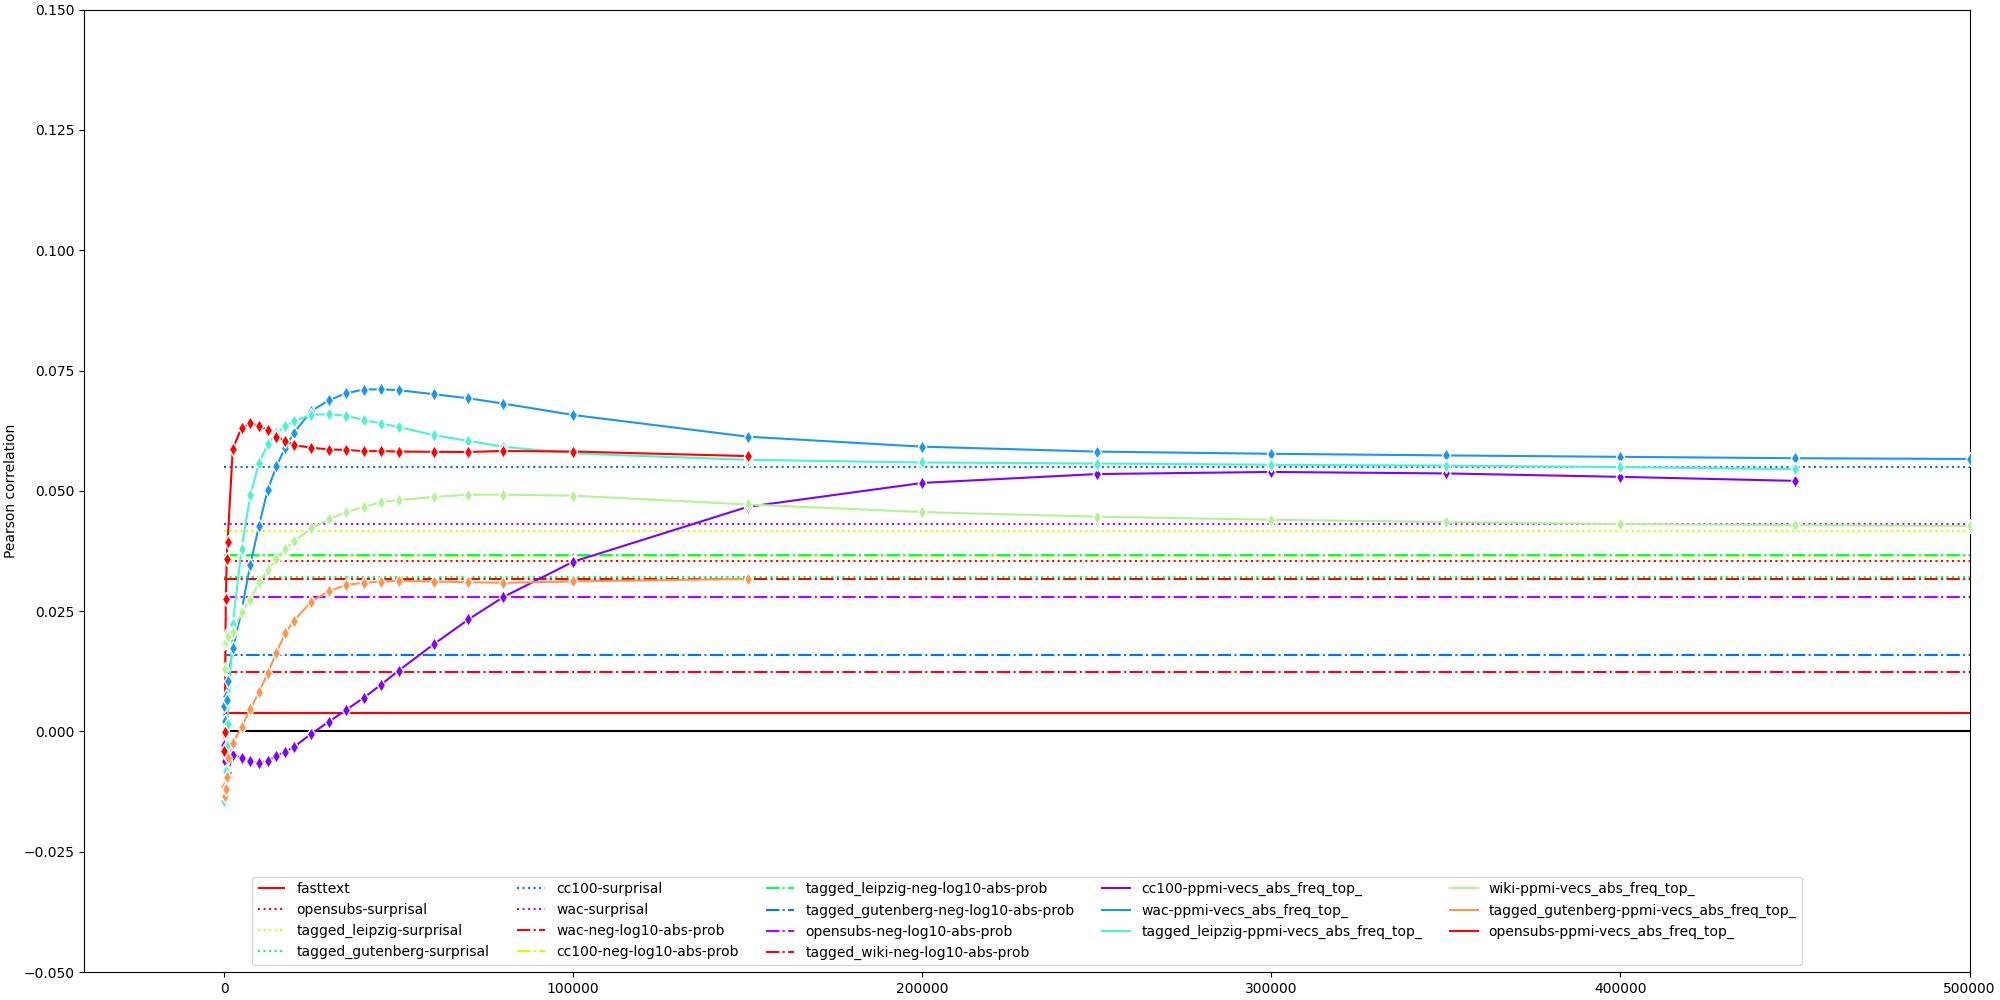 0.150
0.125
0.100
0.075
0.050
0.025
0.000
−0.025
−0.050
Pearson correlation
fasttext
opensubs-surprisal
tagged_leipzig-surprisal
tagged_gutenberg-surprisal
cc100-surprisal
wac-surprisal
wac-neg-log10-abs-prob
cc100-neg-log10-abs-prob
tagged_leipzig-neg-log10-abs-prob
tagged_gutenberg-neg-log10-abs-prob
opensubs-neg-log10-abs-prob
tagged_wiki-neg-log10-abs-prob
cc100-ppmi-vecs_abs_freq_top_
wac-ppmi-vecs_abs_freq_top_
tagged_leipzig-ppmi-vecs_abs_freq_top_
wiki-ppmi-vecs_abs_freq_top_
tagged_gutenberg-ppmi-vecs_abs_freq_top_
opensubs-ppmi-vecs_abs_freq_top_
0
100000
200000
300000
400000
500000